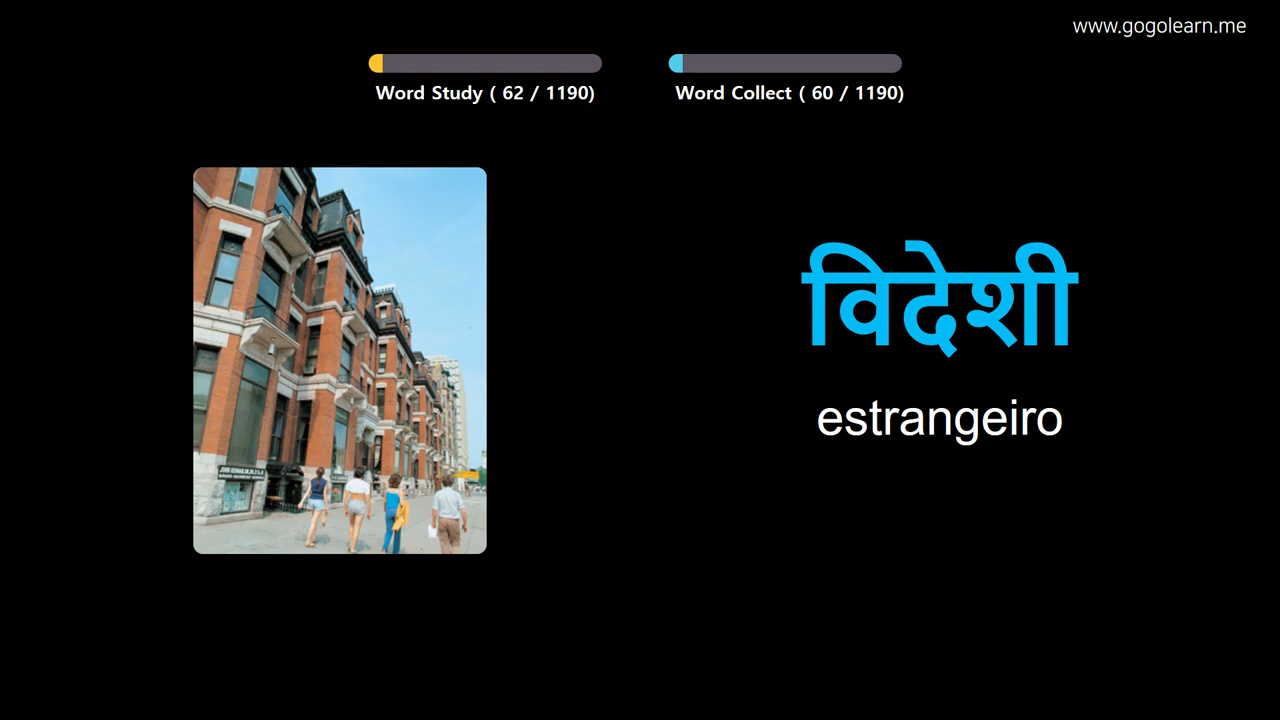 www.gogolearn.me
Word Study ( 62 / 1190)
Word Collect ( 60 / 1190)
विदेशी
estrangeiro